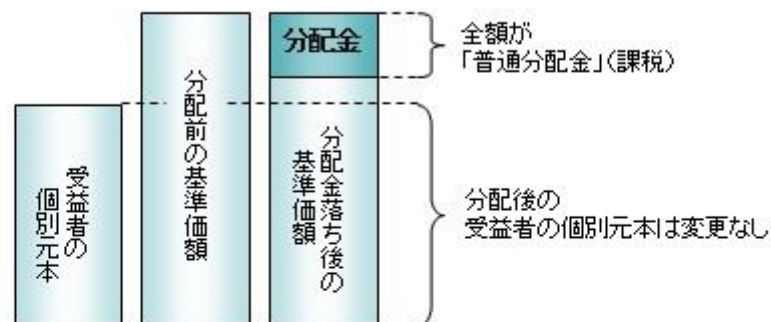 受益者の
個別元本
分配前の基準価額
分配金
分配金落ち後の
基準価額
全額が
「普通分配金」(課税)
分配後の
受益者の個別元本は変更なし